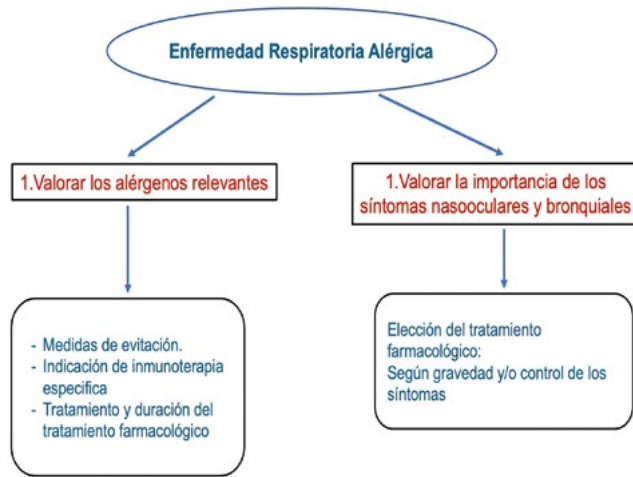 Enfermedad Respiratoria Alérgica
1.Valorar los alérgenos relevantes
1.Valorar la importancia de los
síntomas nasooculares y bronquiales
- Medidas de evitación.
- Indicación de inmunoterapia
especifica
- Tratamiento y duración del
tratamiento farmacológico
Elección del tratamiento
farmacológico:
Según gravedad y/o control de los
síntomas